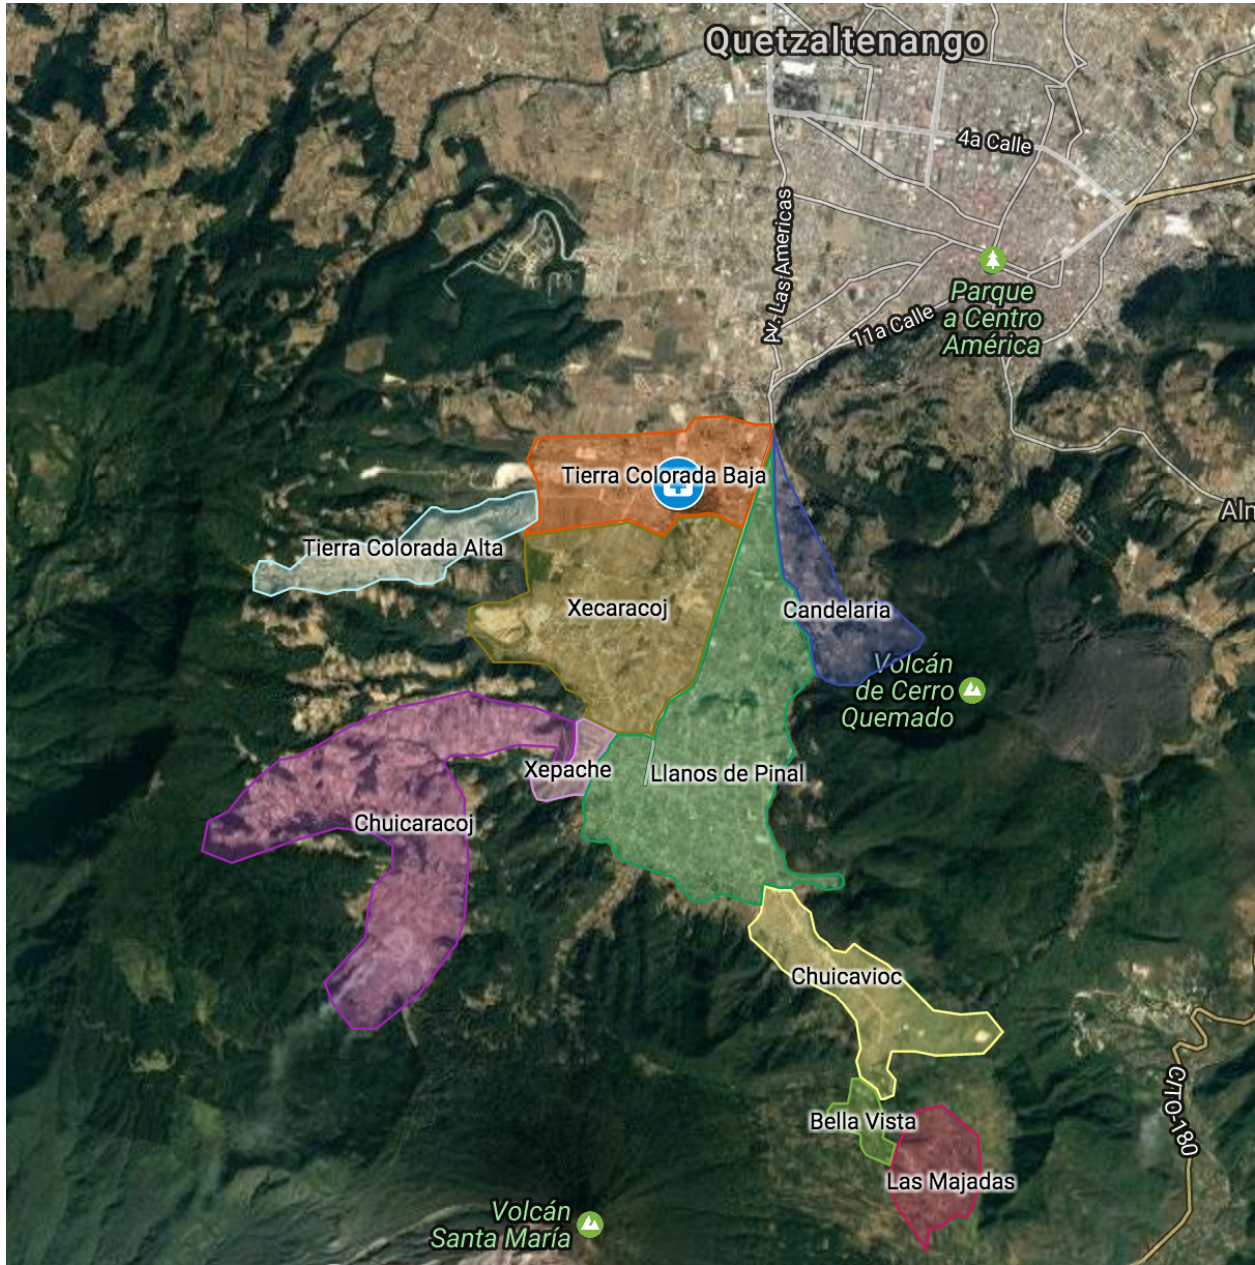 Quetzaltenango
4a Calle
Av. Las Americas
11a Calle
Parque
a Centro
América
Tierra Colorada Baja
Aln
Tierra Colorada Alta
Xecaracoj
Candelaria
Volcán
de Cerro
Quemado
Xepache
Llanos de Pinal
Chuicaracoj
Chuicavioc
C/TO-180
Bella Vista
Las Majadas
Volcán
Santa María